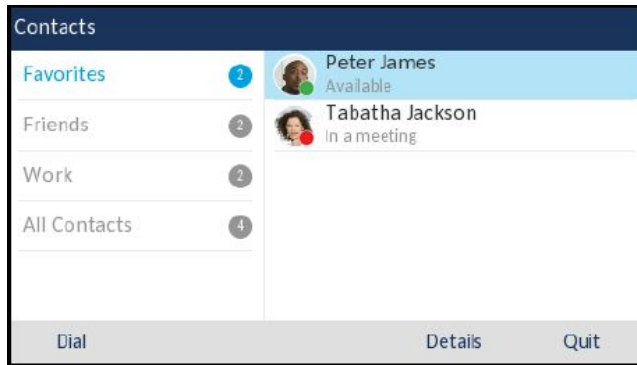 Contacts
Favorites 2
Friends 2
Work 2
All Contacts 4
Peter James
Available
Tabatha Jackson
In a meeting
Dial Details Quit